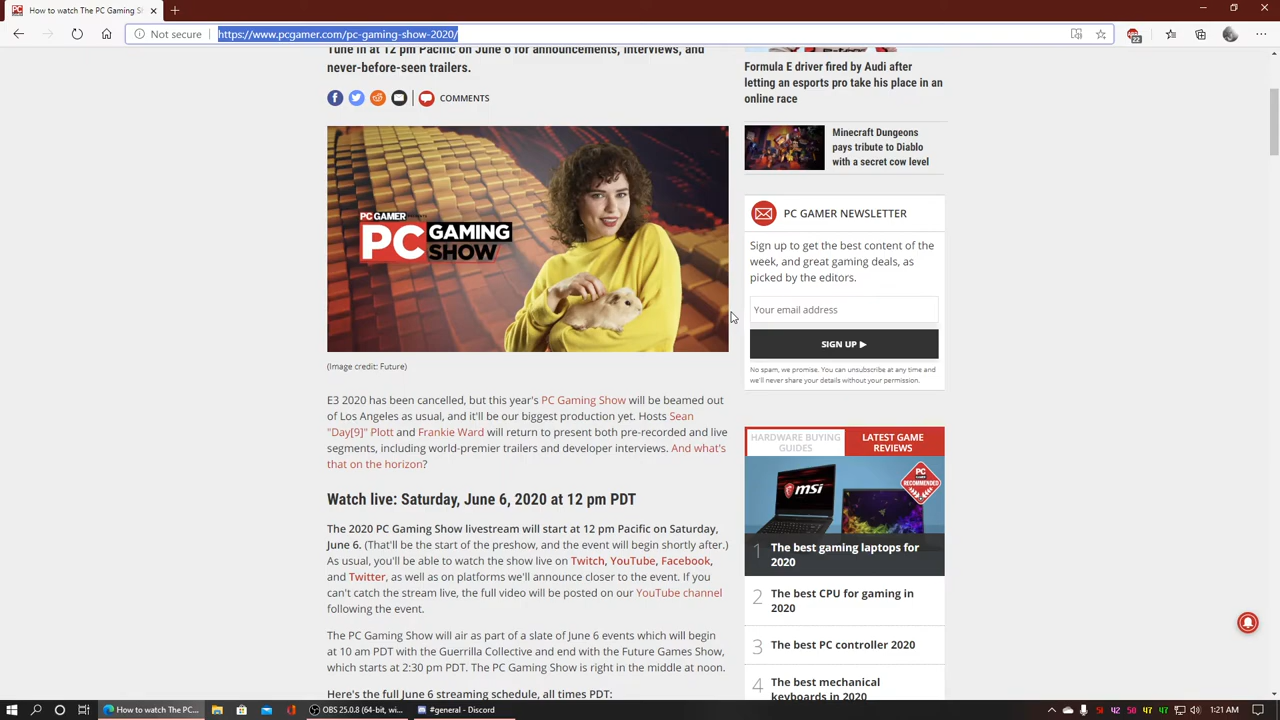 How to watch The PC Gaming Sh
Not secure
https://www.pcgamer.com/pc-gaming-show-2020/
22
Tune in at 12 pm Pacific on June 6 for announcements, interviews, and
never-before-seen trailers.
COMMENTS
PC GAMER PRESENTS
PC GAMING
SHOW
(Image credit: Future)
E3 2020 has been cancelled, but this year's PC Gaming Show will be beamed out
of Los Angeles as usual, and it'll be our biggest production yet. Hosts Sean
"Day[9]" Plott and Frankie Ward will return to present both pre-recorded and live
segments, including world-premier trailers and developer interviews. And what's
that on the horizon?
Watch live: Saturday, June 6, 2020 at 12 pm PDT
The 2020 PC Gaming Show livestream will start at 12 pm Pacific on Saturday,
June 6. (That'll be the start of the preshow, and the event will begin shortly after.)
As usual, you'll be able to watch the show live on Twitch, YouTube, Facebook,
and Twitter, as well as on platforms we'll announce closer to the event. If you
can't catch the stream live, the full video will be posted on our YouTube channel
following the event.
The PC Gaming Show will air as part of a slate of June 6 events which will begin
at 10 am PDT with the Guerrilla Collective and end with the Future Games Show,
which starts at 2:30 pm PDT. The PC Gaming Show is right in the middle at noon.
Here's the full June 6 streaming schedule, all times PDT:
Formula E driver fired by Audi after
letting an esports pro take his place in an
online race
Minecraft Dungeons
pays tribute to Diablo
with a secret cow level
PC GAMER NEWSLETTER
Sign up to get the best content of the
week, and great gaming deals, as
picked by the editors.
Your email address
SIGN UP ▶
No spam, we promise. You can unsubscribe at any time and
we'll never share your details without your permission.
HARDWARE BUYING
GUIDES
LATEST GAME
REVIEWS
PC
RECOMMENDED
msi
1 The best gaming laptops for
2020
2 The best CPU for gaming in
2020
3 The best PC controller 2020
4 The best mechanical
keyboards in 2020
How to watch The PC...
OBS 25.0.8 (64-bit, wi...
#general - Discord
42 58 50 47
1:21 AM